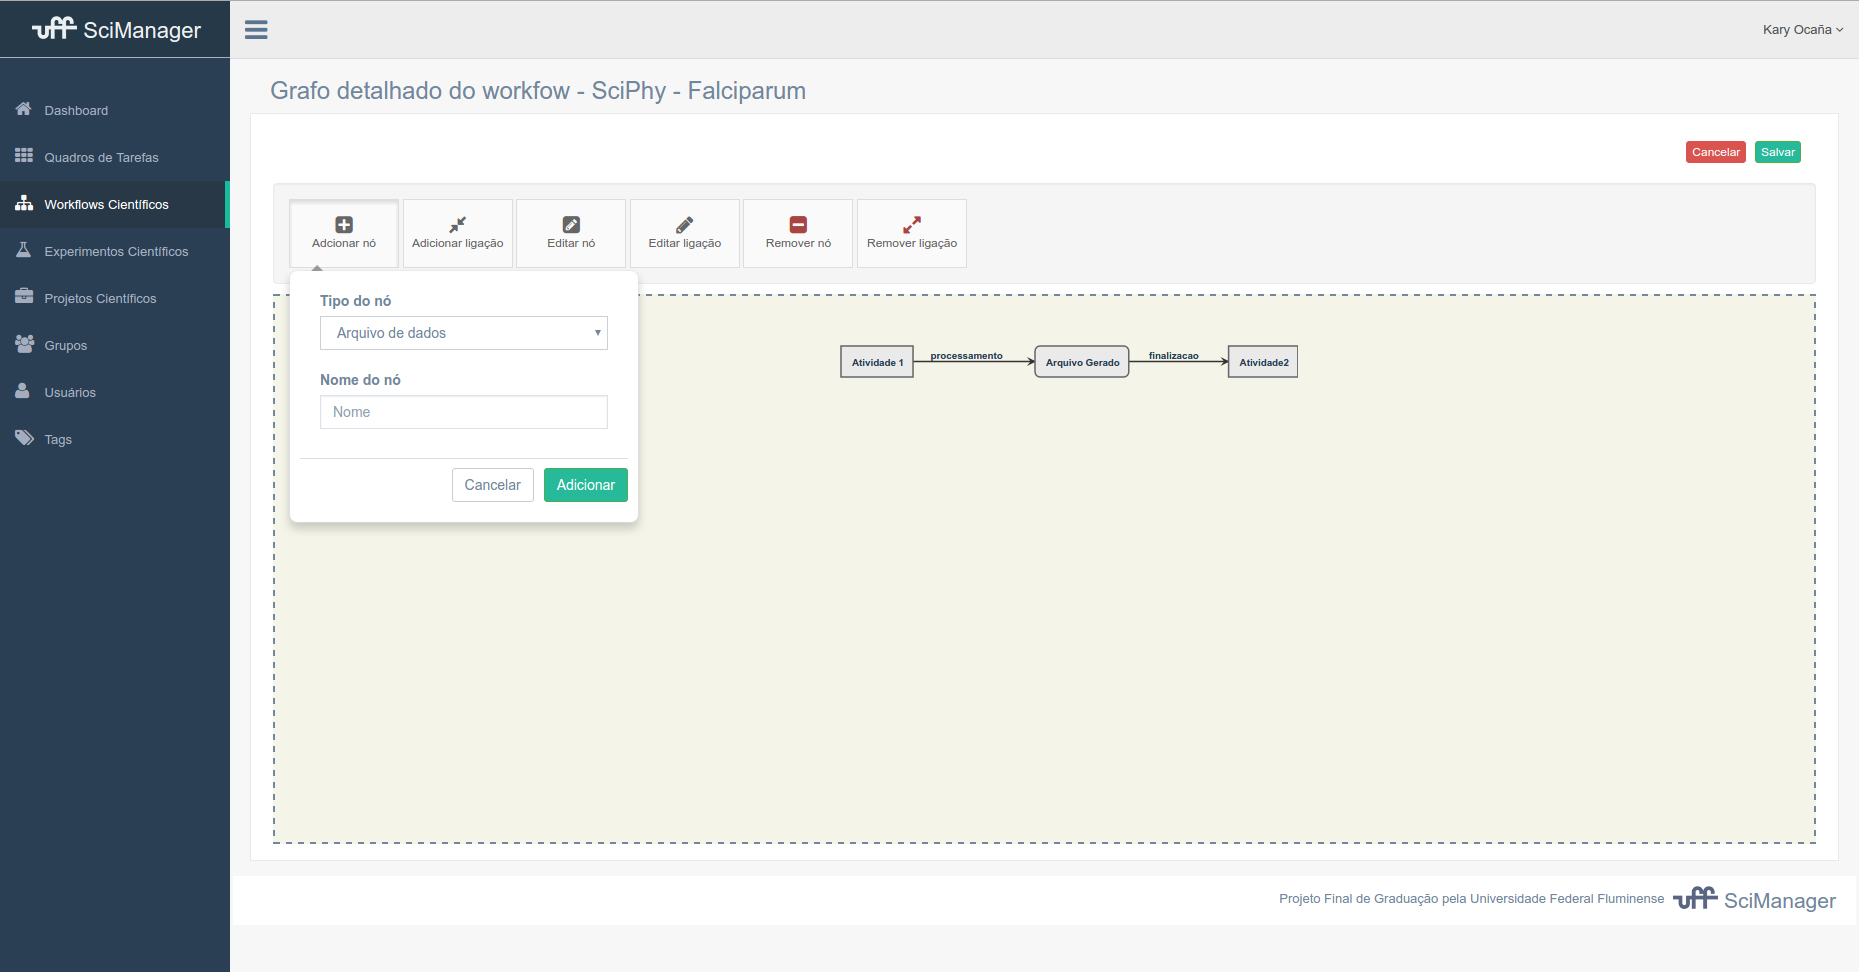 uff SciManager
Kary Ocaña
Dashboard
Quadros de Tarefas
Workflows Científicos
Experimentos Científicos
Projetos Científicos
Grupos
Usuários
Tags
Grafo detalhado do workfow - SciPhy - Falciparum
Cancelar Salvar
Adcionar nó Adicionar ligação Editar nó Editar ligação Remover nó Remover ligação
Tipo do nó
Arquivo de dados
Nome do nó
Nome
Cancelar Adicionar
Atividade 1 processamento Arquivo Gerado finalizacao Atividade2
Projeto Final de Graduação pela Universidade Federal Fluminense uff SciManager